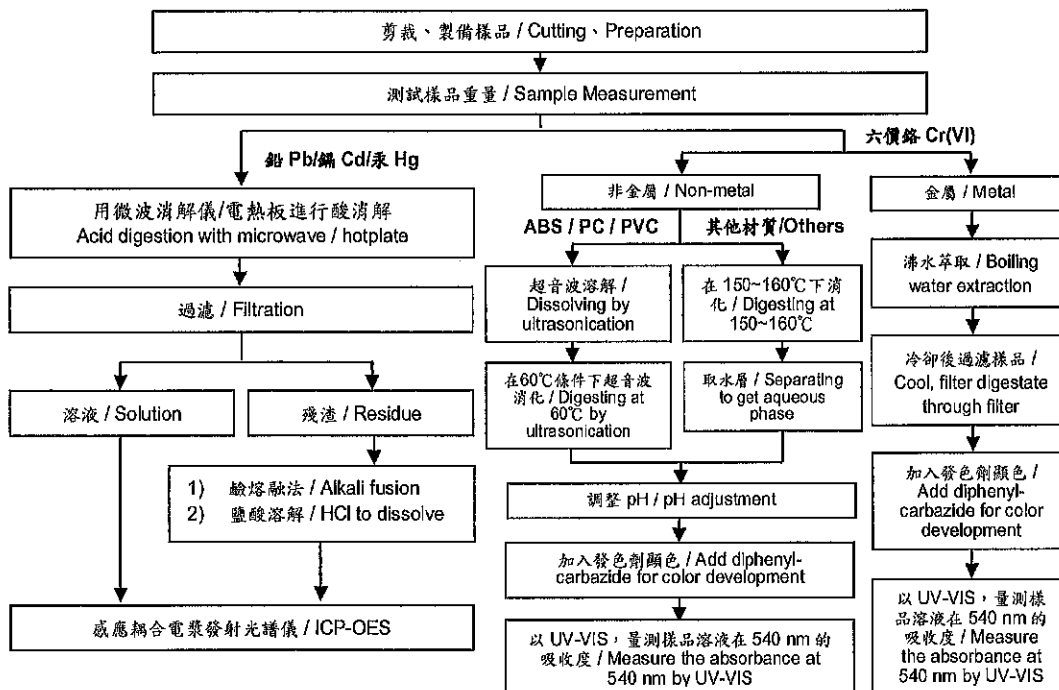 剪裁、製備樣品 / Cutting、Preparation
測試樣品重量 / Sample Measurement
鉛 Pb/鎘 Cd/汞 Hg
六價鉻 Cr(VI)
用微波消解儀/電熱板進行酸消解
Acid digestion with microwave / hotplate
過濾 / Filtration
溶液 / Solution
殘渣 / Residue
1) 鹼熔融法 / Alkali fusion
2) 鹽酸溶解 / HCl to dissolve
感應耦合電漿發射光譜儀 / ICP-OES
非金屬 / Non-metal
ABS / PC / PVC
其他材質/Others
超音波溶解 /
Dissolving by
ultrasonication
在60℃條件下超音波
消化 / Digesting at
60℃ by
ultrasonication
在 150~160℃下消
化 / Digesting at
150~160℃
取水層 / Separating
to get aqueous
phase
調整 pH / pH adjustment
加入發色劑顯色 / Add diphenyl-
carbazide for color development
以 UV-VIS，量測樣品溶液在 540 nm 的
吸收度 / Measure the absorbance at
540 nm by UV-VIS
金屬 / Metal
沸水萃取 / Boiling
water extraction
冷卻後過濾樣品 /
Cool, filter digestate
through filter
加入發色劑顯色 /
Add diphenyl-
carbazide for color
development
以 UV-VIS，量測樣
品溶液在 540 nm 的
吸收度 / Measure
the absorbance at
540 nm by UV-VIS